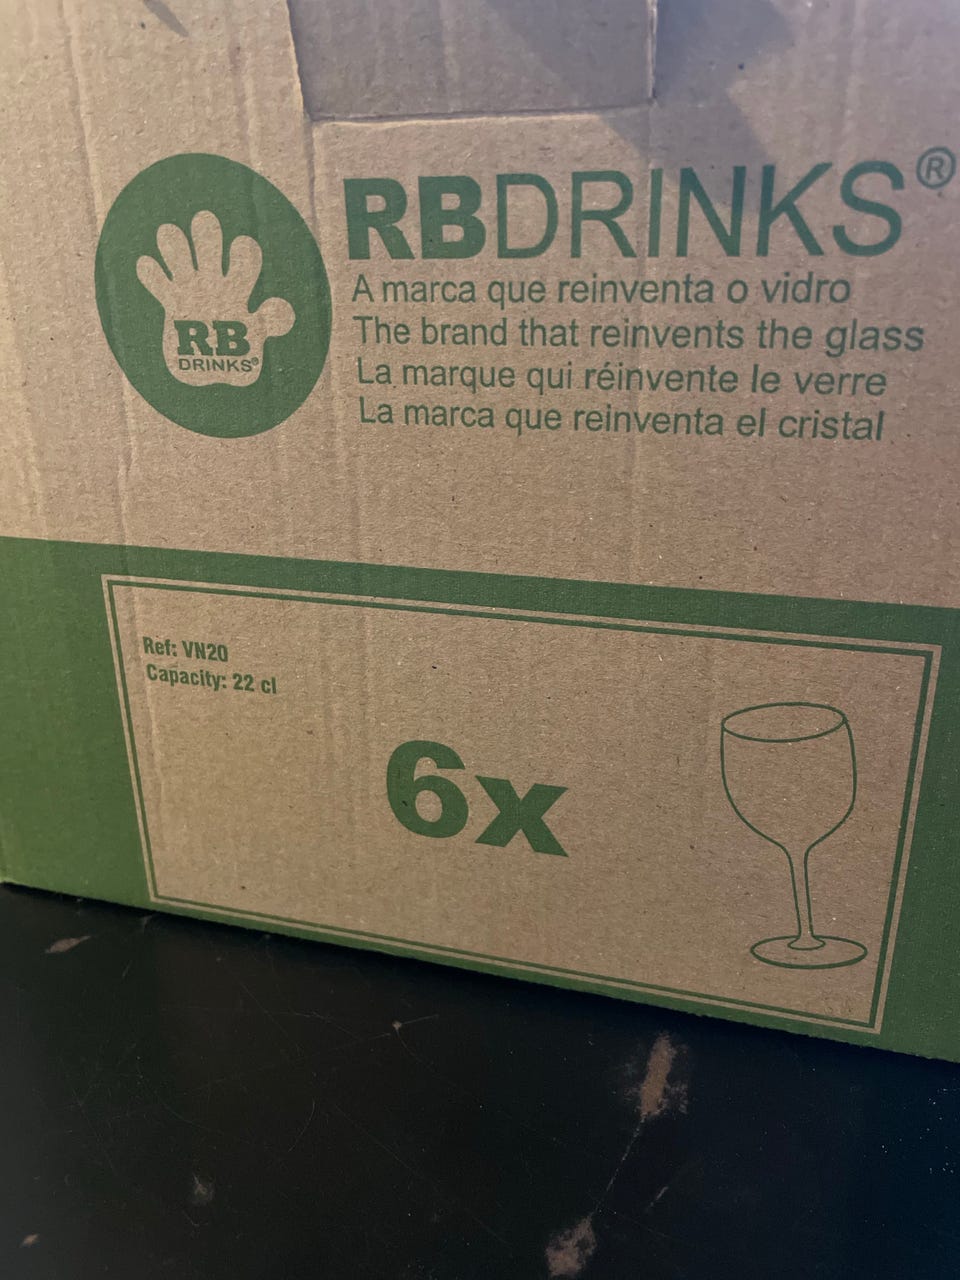 RBDRINKS®
A marca que reinventa o vidro
The brand that reinvents the glass
La marque qui réinvente le verre
La marca que reinventa el cristal
RB
DRINKS®
Ref: VN20
Capacity: 22 cl
6x